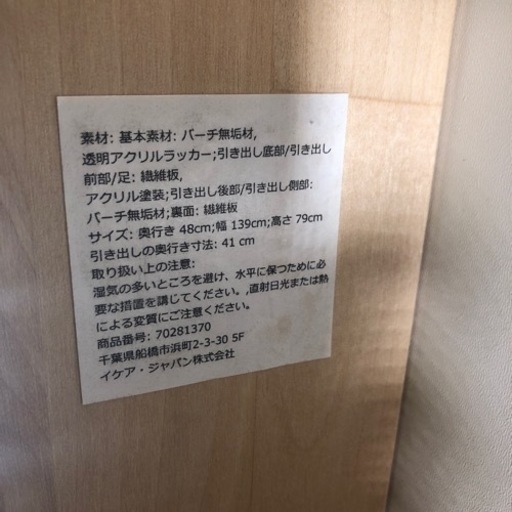 素材: 基本素材: バーチ無垢材,
透明アクリルラッカー;引き出し底部/引き出し
前部/足: 繊維板,
アクリル塗装;引き出し後部/引き出し側部:
バーチ無垢材;裏面: 繊維板
サイズ: 奥行き 48cm;幅 139cm;高さ 79cm
引き出しの奥行き寸法: 41 cm
取り扱い上の注意:
湿気の多いところを避け、水平に保つために必
要な措置を講じてください。,直射日光または熱
による変質にご注意ください。
商品番号: 70281370
千葉県船橋市浜町2-3-30 5F
イケア・ジャパン株式会社